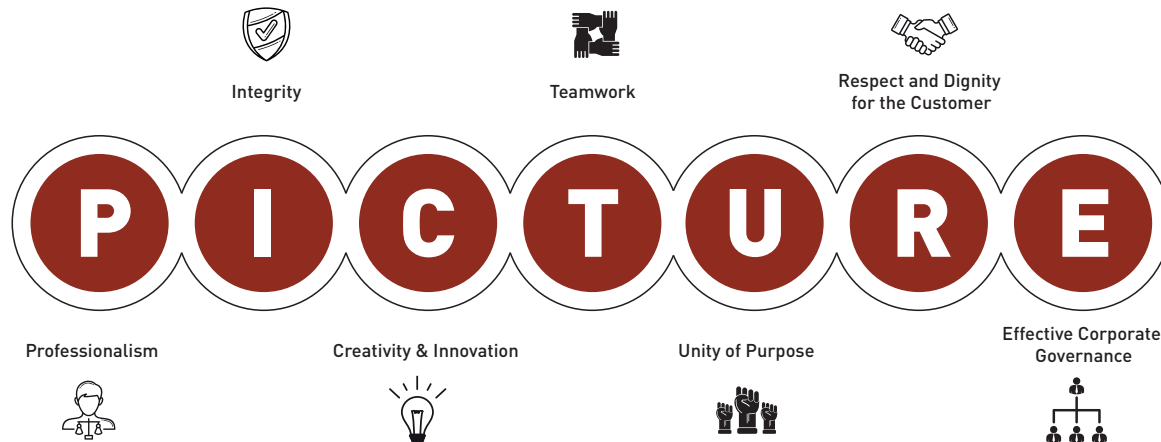 Integrity
Teamwork
Respect and Dignity
for the Customer
P I C T U R E
Professionalism
Creativity & Innovation
Unity of Purpose
Effective Corporate
Governance